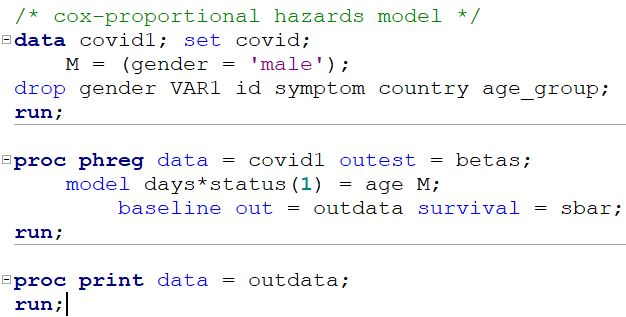 /* cox-proportional hazards model */
data covid1; set covid;
M = (gender = 'male');
drop gender VAR1 id symptom country age_group;
run;
proc phreg data = covid1 outest = betas;
model days*status(1) = age M;
baseline out = outdata survival = sbar;
run;
proc print data = outdata;
run;